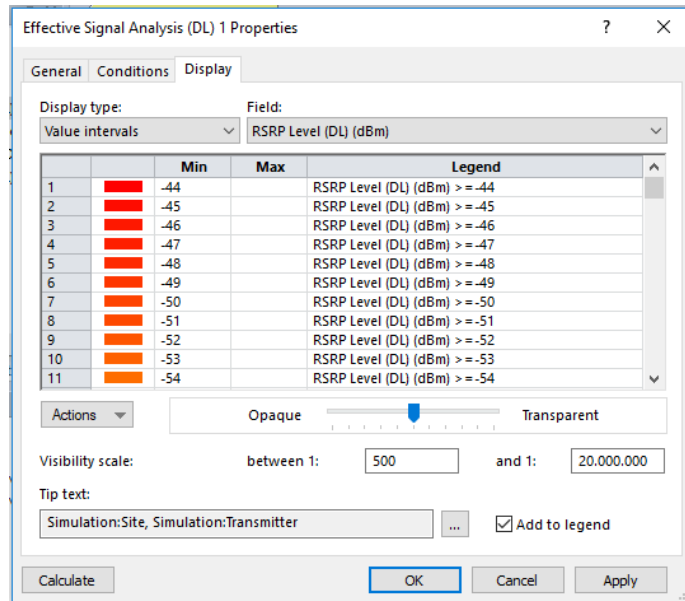 Effective Signal Analysis (DL) 1 Properties ? ×
General Conditions Display
Display type: Field:
Value intervals RSRP Level (DL) (dBm)
Min Max Legend
1 -44 RSRP Level (DL) (dBm) >=-44
2 -45 RSRP Level (DL) (dBm) >=-45
3 -46 RSRP Level (DL) (dBm) >=-46
4 -47 RSRP Level (DL) (dBm) >=-47
5 -48 RSRP Level (DL) (dBm) >=-48
6 -49 RSRP Level (DL) (dBm) >=-49
7 -50 RSRP Level (DL) (dBm) >=-50
8 -51 RSRP Level (DL) (dBm) >=-51
9 -52 RSRP Level (DL) (dBm) >=-52
10 -53 RSRP Level (DL) (dBm) >=-53
11 -54 RSRP Level (DL) (dBm) >=-54
Actions Opaque Transparent
Visibility scale: between 1: 500 and 1: 20.000.000
Tip text:
Simulation:Site, Simulation:Transmitter ... Add to legend
Calculate OK Cancel Apply